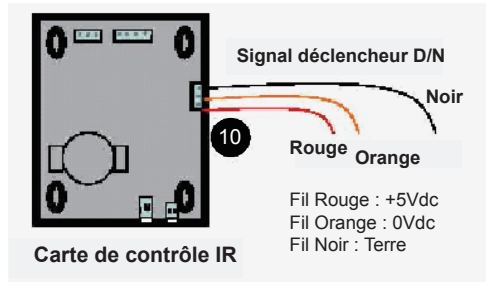 Signal déclencheur D/N
Noir
10
Rouge
Orange
Fil Rouge : +5Vdc
Fil Orange : 0Vdc
Fil Noir : Terre
Carte de contrôle IR